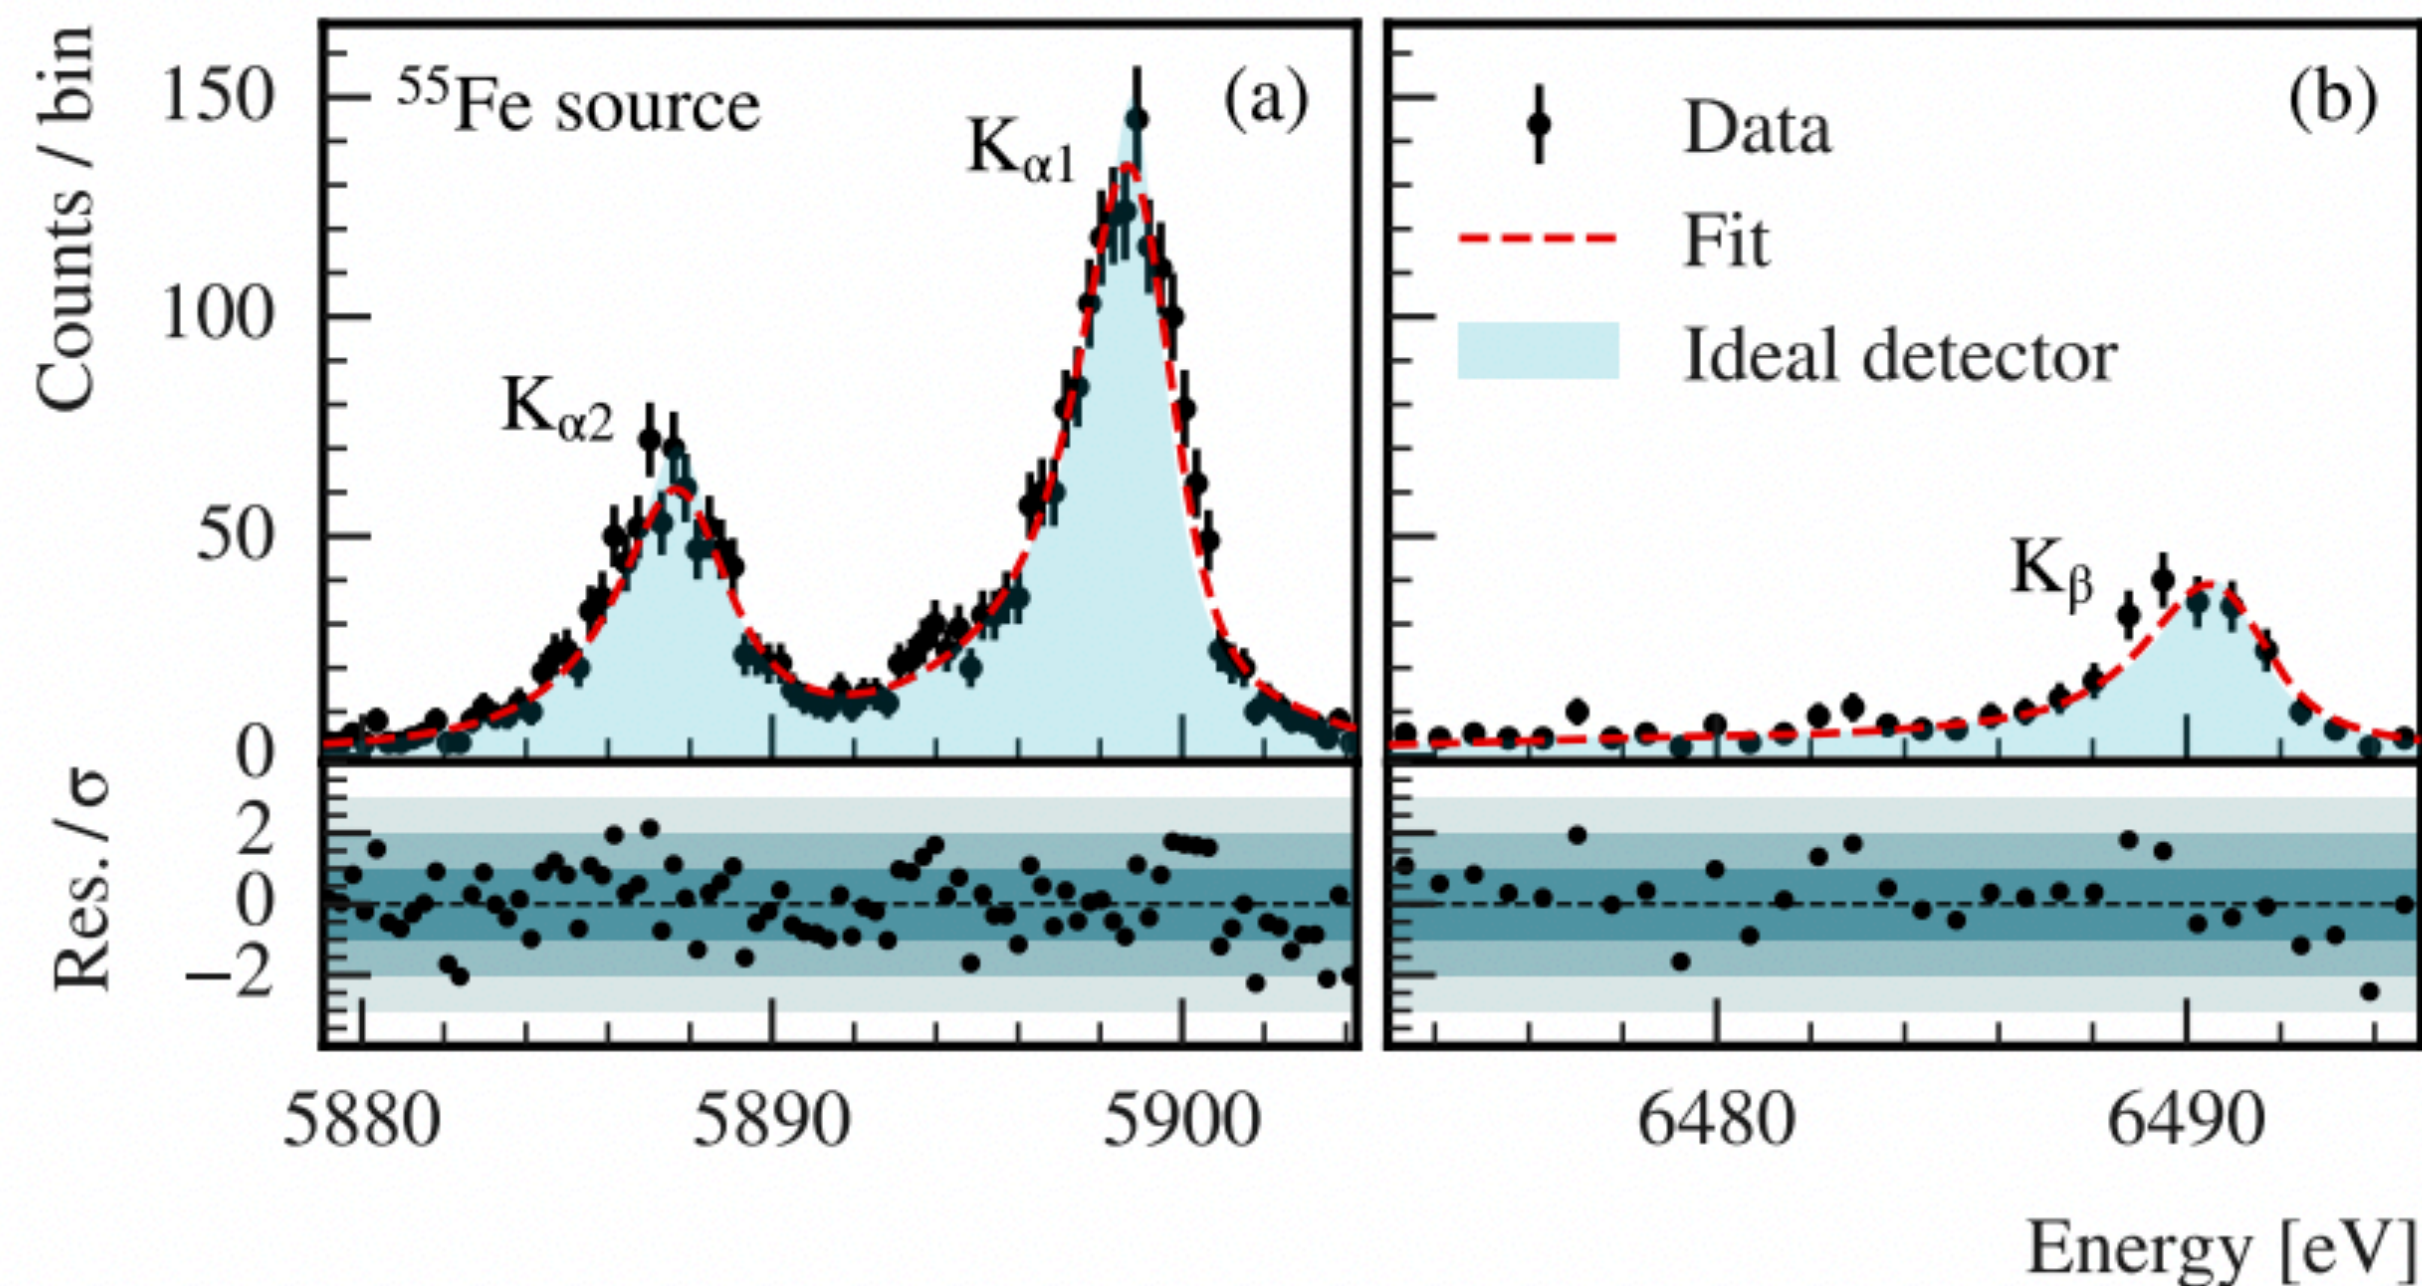 Counts / bin
150
100
50
0
⁵⁵Fe source
(a)
Kα1
Kα2
(b)
Data
Fit
Ideal detector
Kβ
Res. / σ
2
0
−2
5880 5890 5900
6480 6490
Energy [eV]